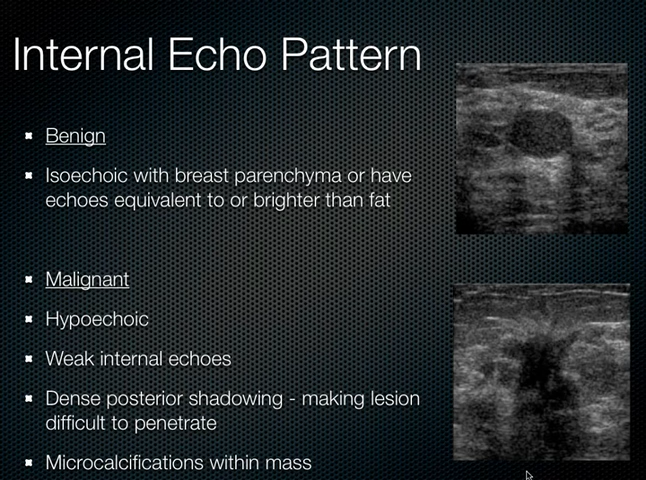 Internal Echo Pattern
Benign
Isoechoic with breast parenchyma or have
echoes equivalent to or brighter than fat
Malignant
Hypoechoic
Weak internal echoes
Dense posterior shadowing - making lesion
difficult to penetrate
Microcalcifications within mass